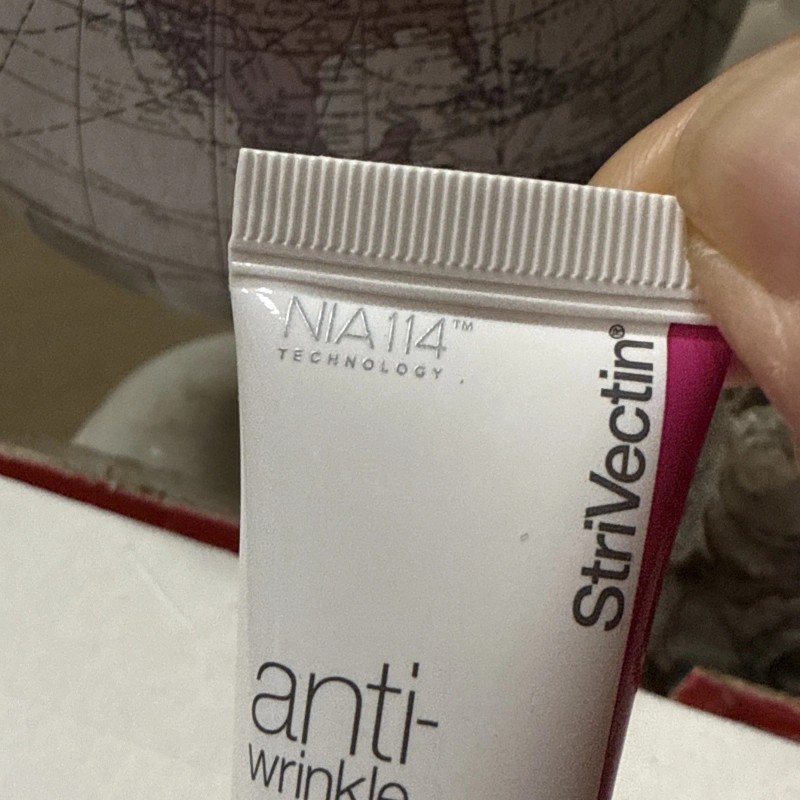 NIA 114™
TECHNOLOGY
StriVectin®
anti-
wrinkle